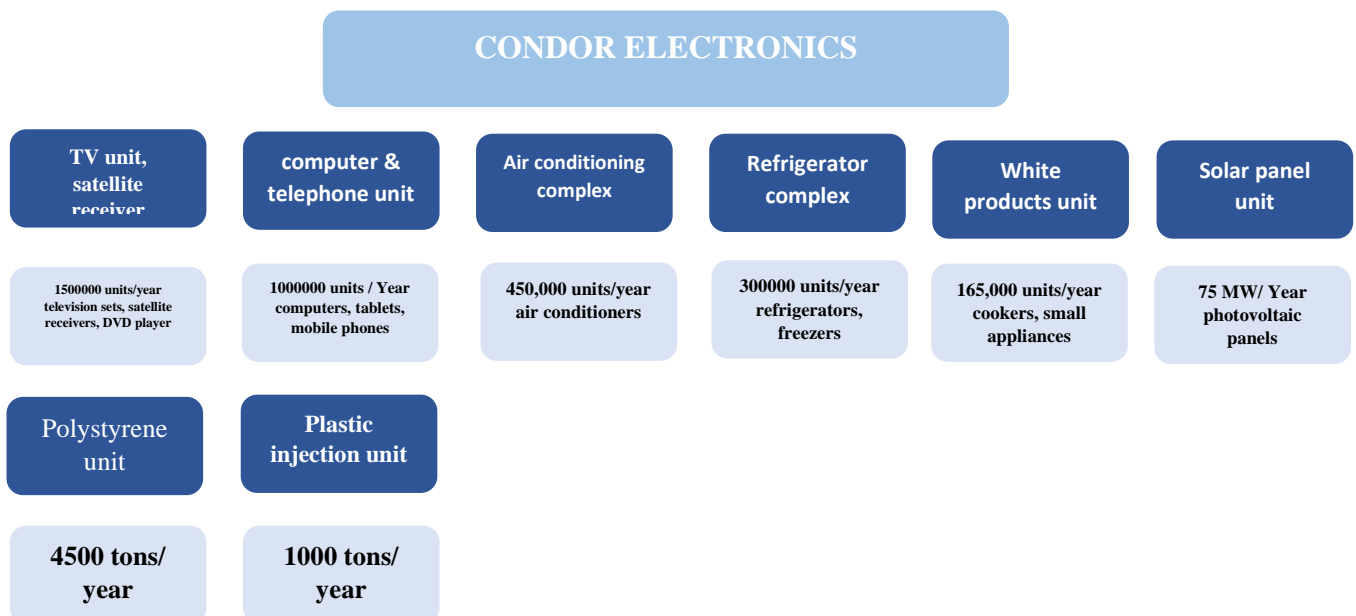 CONDOR ELECTRONICS
TV unit,
satellite
receiver
computer &
telephone unit
Air conditioning
complex
Refrigerator
complex
White
products unit
Solar panel
unit
1500000 units/year
television sets, satellite
receivers, DVD player
1000000 units / Year
computers, tablets,
mobile phones
450,000 units/year
air conditioners
300000 units/year
refrigerators,
freezers
165,000 units/year
cookers, small
appliances
75 MW/ Year
photovoltaic
panels
Polystyrene
unit
Plastic
injection unit
4500 tons/
year
1000 tons/
year